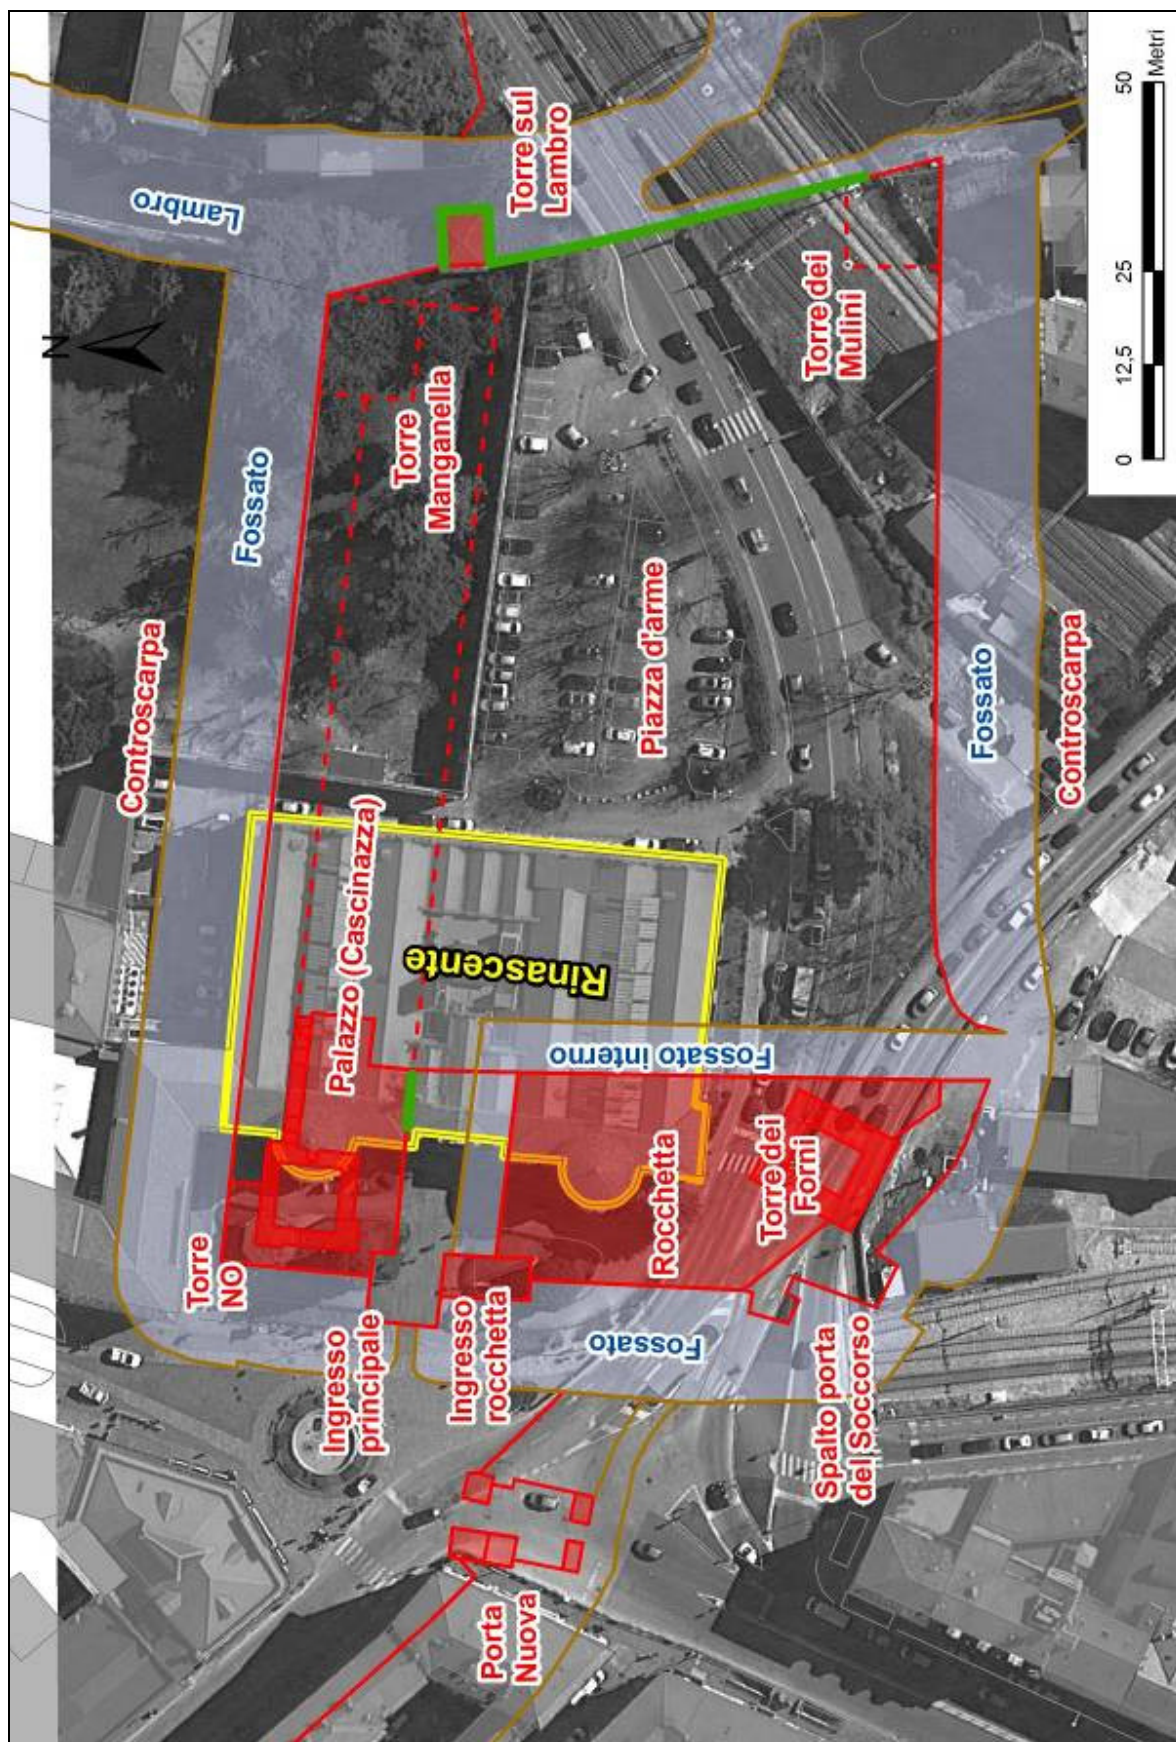 N
Lambro
Torre sul
Lambro
Controscarpa
Fossato
Torre
Manganella
Torre dei
Mulini
Piazza d'arme
Palazzo (Cascinazza)
Rinascente
Fossato
Controscarpa
Fossato interno
Torre
NO
Ingresso
principale
Ingresso
rocchetta
Rocchetta
Torre dei
Forni
Fossato
Spalto porta
del Soccorso
Porta
Nuova
0 12,5 25 50
Metri